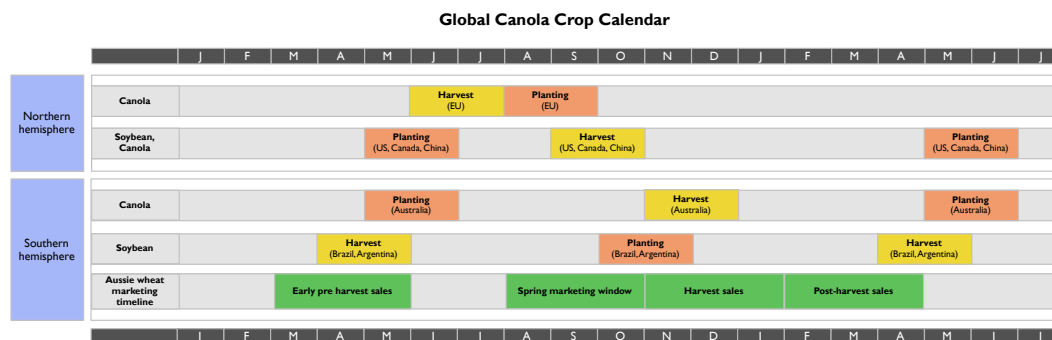 Global Canola Crop Calendar
J F M A M J J A S O N D J F M A M J J
Northern
hemisphere
Canola
Harvest
(EU)
Planting
(EU)
Soybean,
Canola
Planting
(US, Canada, China)
Harvest
(US, Canada, China)
Planting
(US, Canada, China)
Southern
hemisphere
Canola
Planting
(Australia)
Harvest
(Australia)
Planting
(Australia)
Soybean
Harvest
(Brazil, Argentina)
Planting
(Brazil, Argentina)
Harvest
(Brazil, Argentina)
Aussie wheat
marketing
timeline
Early pre harvest sales
Spring marketing window
Harvest sales
Post-harvest sales
J F M A M J J A S O N D J F M A M J J